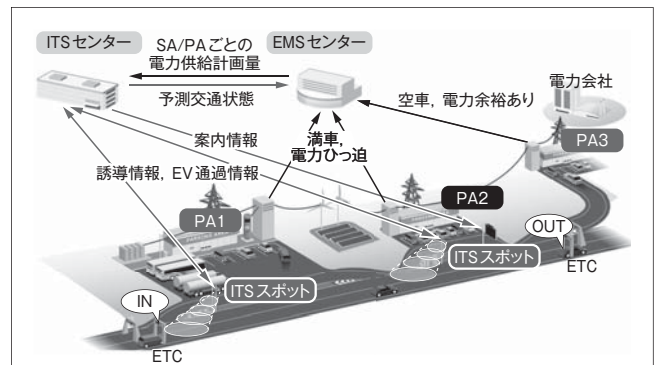 ITSセンター
SA/PAごとの
電力供給計画量
EMSセンター
予測交通状態
電力会社
空車，電力余裕あり
PA3
案内情報
満車，
電力ひっ迫
誘導情報，EV通過情報
PA1
PA2
OUT
ITSスポット
ETC
IN
ITSスポット
ETC